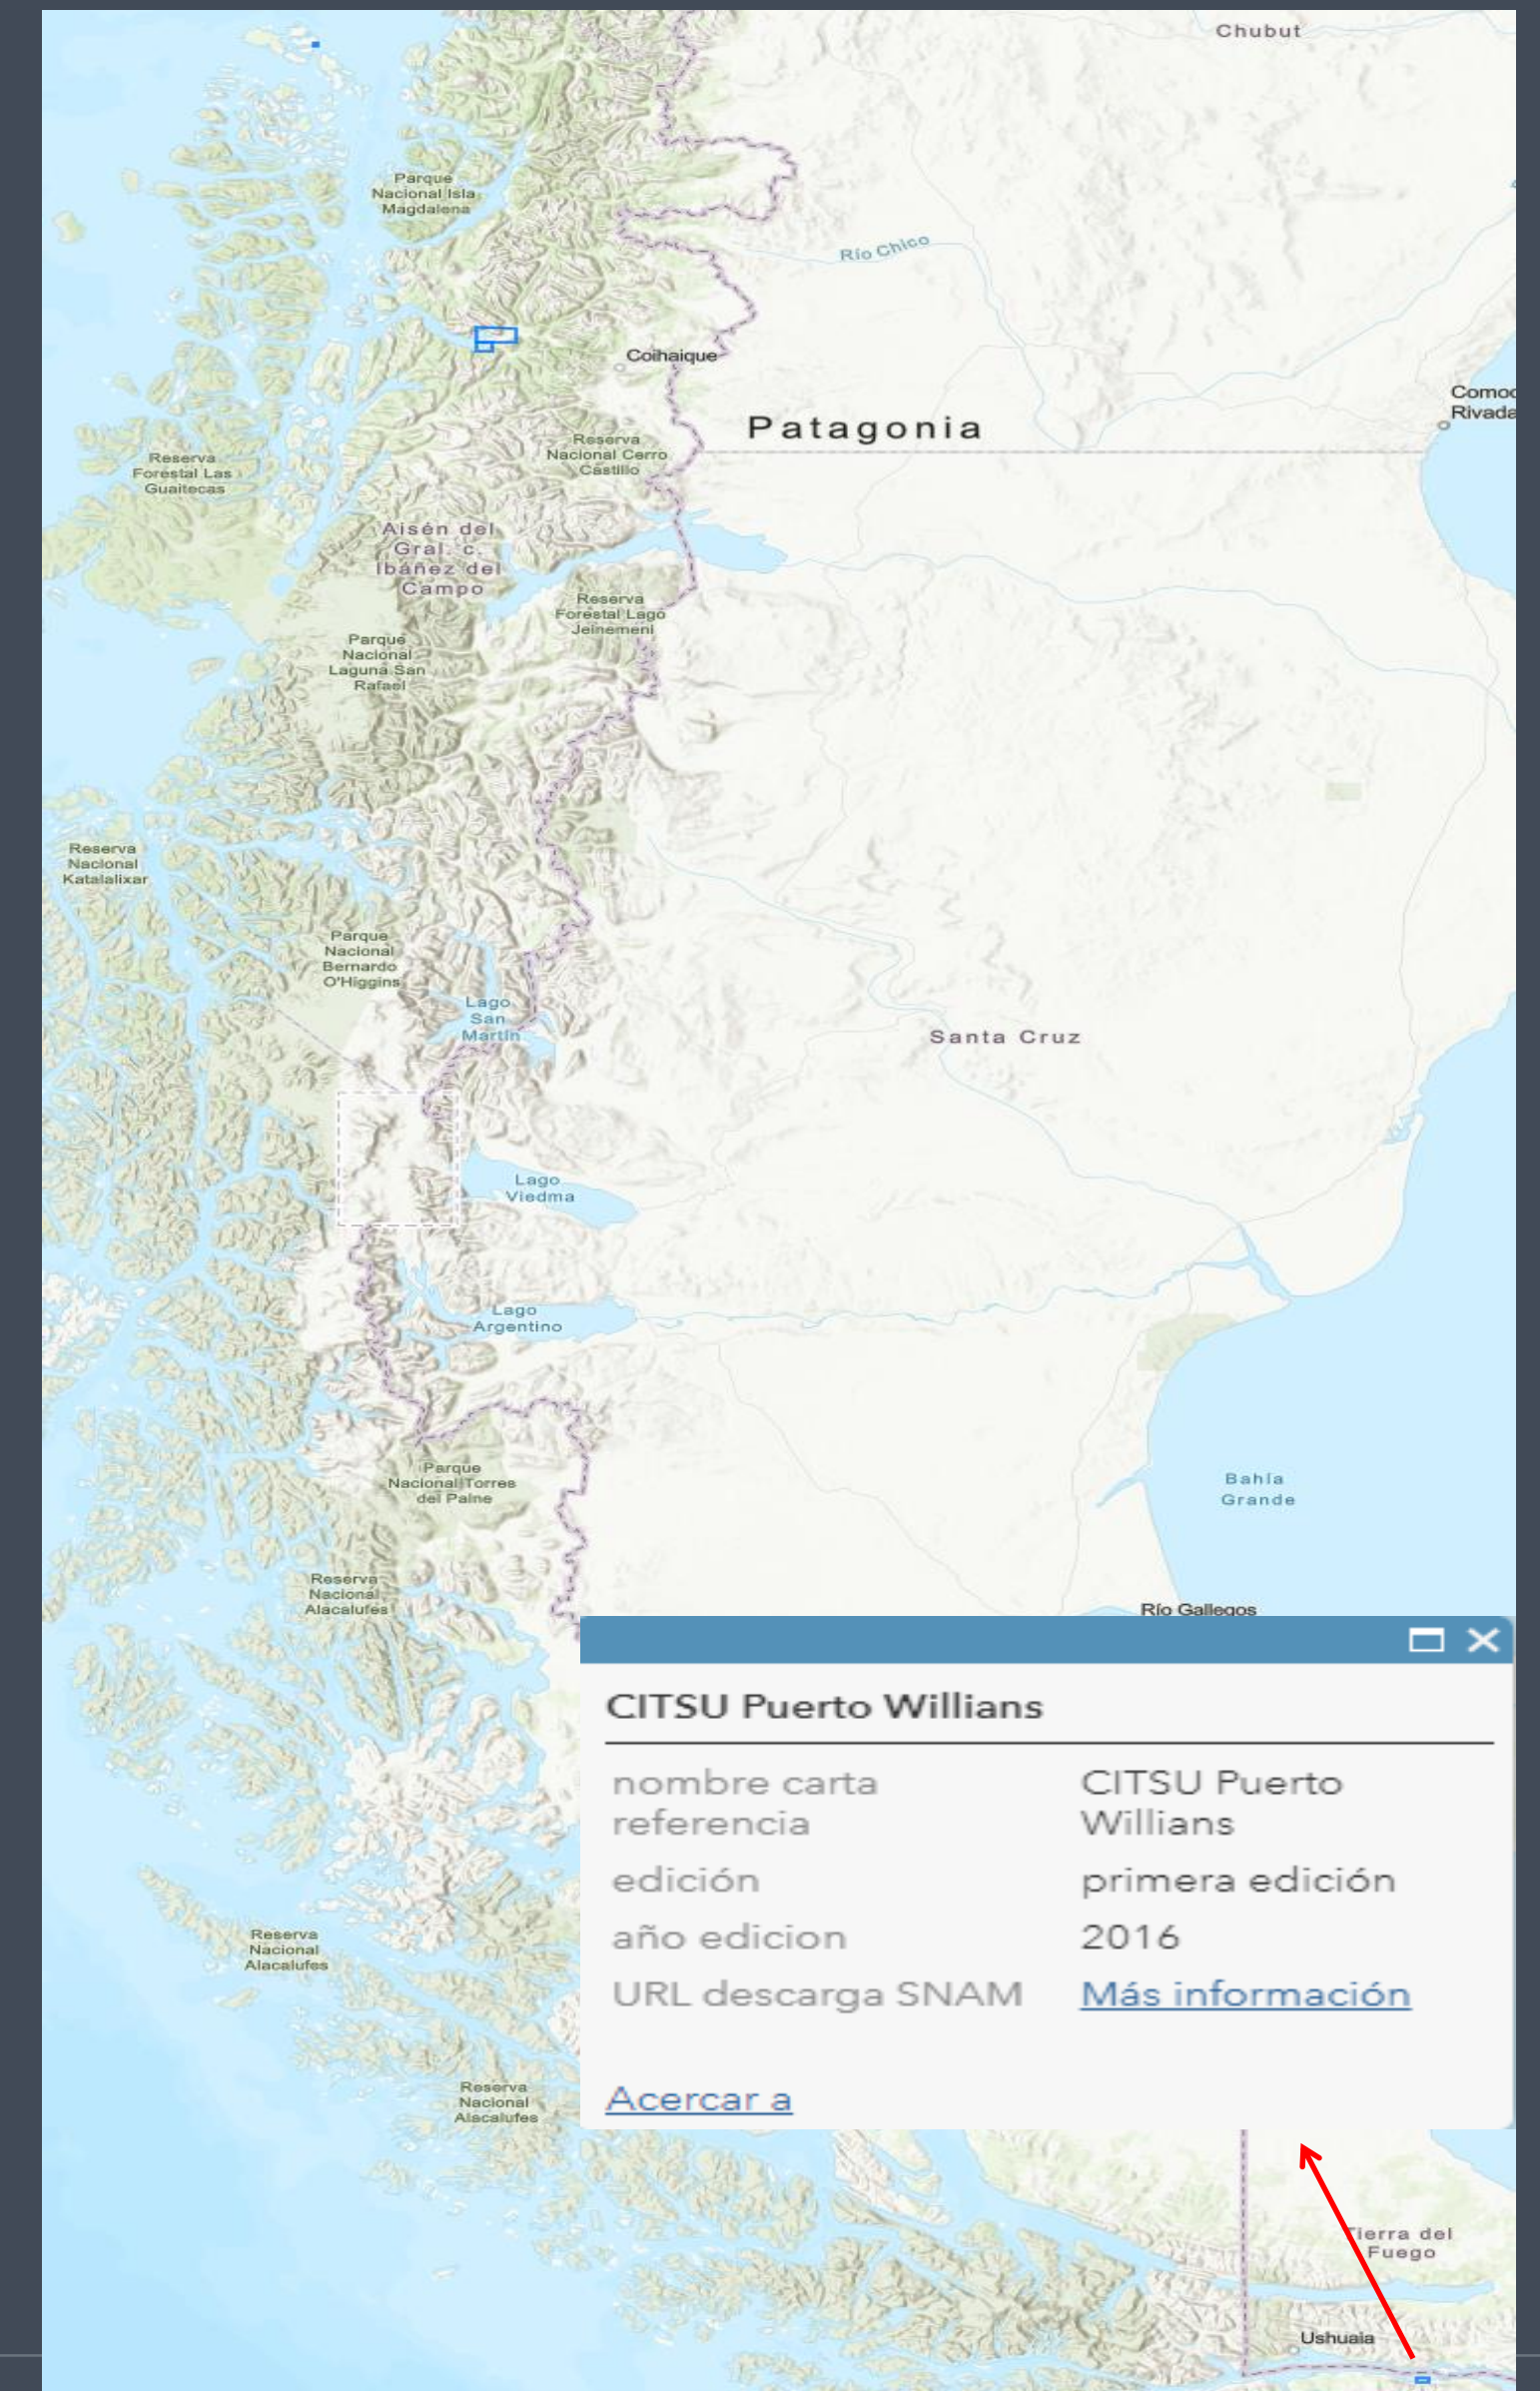 Chubut
Parque
Nacional Isla
Magdalena
Río Chico
Coihaique
Comod
Rivada
Patagonia
Reserva
Nacional Cerro
Castillo
Reserva
Forestal Las
Guaitecas
Aisén del
Gral. c.
Ibáñez del
Campo
Reserva
Forestal Lago
Jeinemeni
Parque
Nacional
Laguna San
Rafael
Reserva
Nacional
Katalalixar
Parque
Nacional
Bernardo
O'Higgins
Lago
San
Martín
Santa Cruz
Lago
Viedma
Lago
Argentino
Parque
Nacional Torres
del Paine
Bahía
Grande
Reserva
Nacional
Alacalufes
Río Gallegos
CITSU Puerto Willians
nombre carta
referencia
CITSU Puerto
Willians
edición
primera edición
año edicion
2016
URL descarga SNAM
Más información
Acercar a
Reserva
Nacional
Alacalufes
Reserva
Nacional
Alacalufes
Tierra del
Fuego
Ushuaia